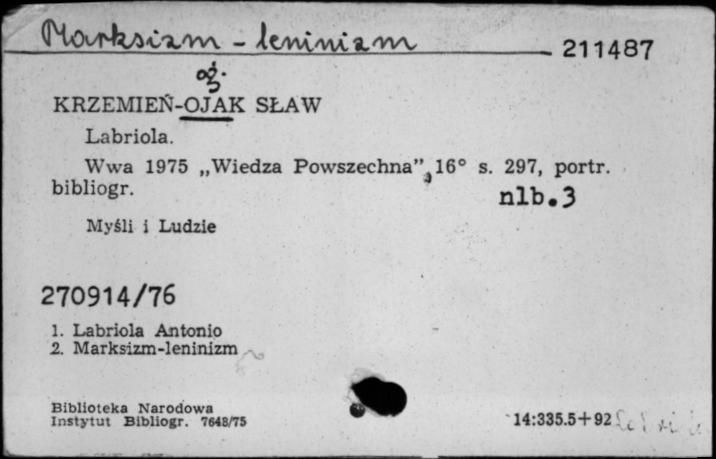 Marksizm - leninizm 211487
KRZEMIEŃ-OJAK SŁAW
Labriola.
Wwa 1975 „Wiedza Powszechna”, 16° s. 297, portr.
bibliogr. nlb.3
Myśli i Ludzie
270914/76
1. Labriola Antonio
2. Marksizm-leninizm
Biblioteka Narodowa
Instytut Bibliogr. 7648/75 14:335.5+92